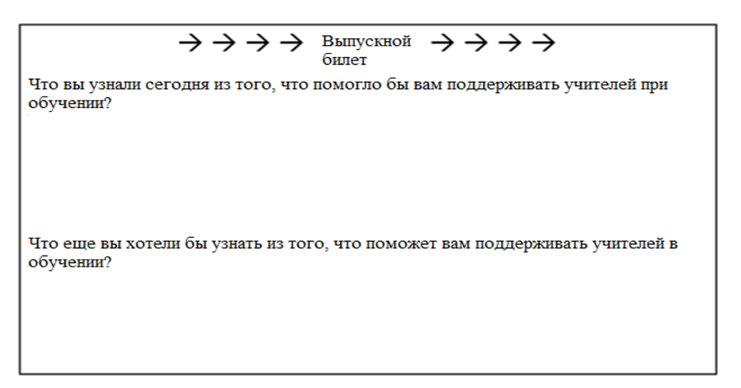 → → → → Выпускной → → → →
билет
Что вы узнали сегодня из того, что помогло бы вам поддерживать учителей при
обучении?
Что еще вы хотели бы узнать из того, что поможет вам поддерживать учителей в
обучении?